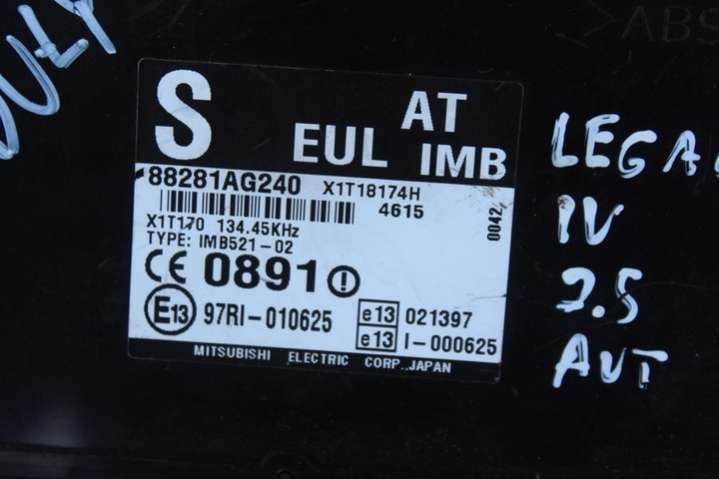 >ABS
S
AT
EUL IMB
88281AG240 X1T18174H
4615
0042
X1T170 134.45KHz
TYPE: IMB521-02
CE 0891
E13 97RI-010625
e13 021397
e13 I-000625
MITSUBISHI ELECTRIC CORP. JAPAN
LEGA
IV
2.5
AUT